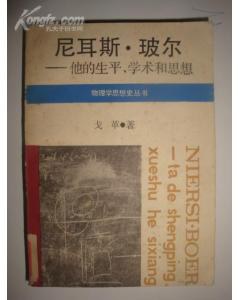 孔夫子旧书网
尼耳斯·玻尔
——他的生平、学术和思想
物理学思想史丛书
戈革●著
NIERSI·BOER
—ta de shengping,
xueshu he sixiang